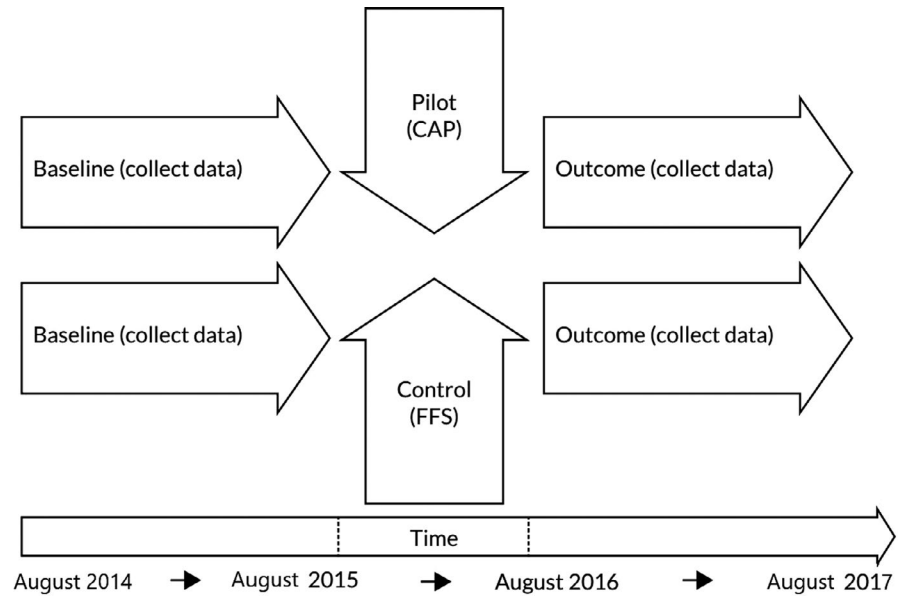 Pilot
(CAP)
Baseline (collect data)
Outcome (collect data)
Baseline (collect data)
Outcome (collect data)
Control
(FFS)
Time
August 2014
August 2015
August 2016
August 2017